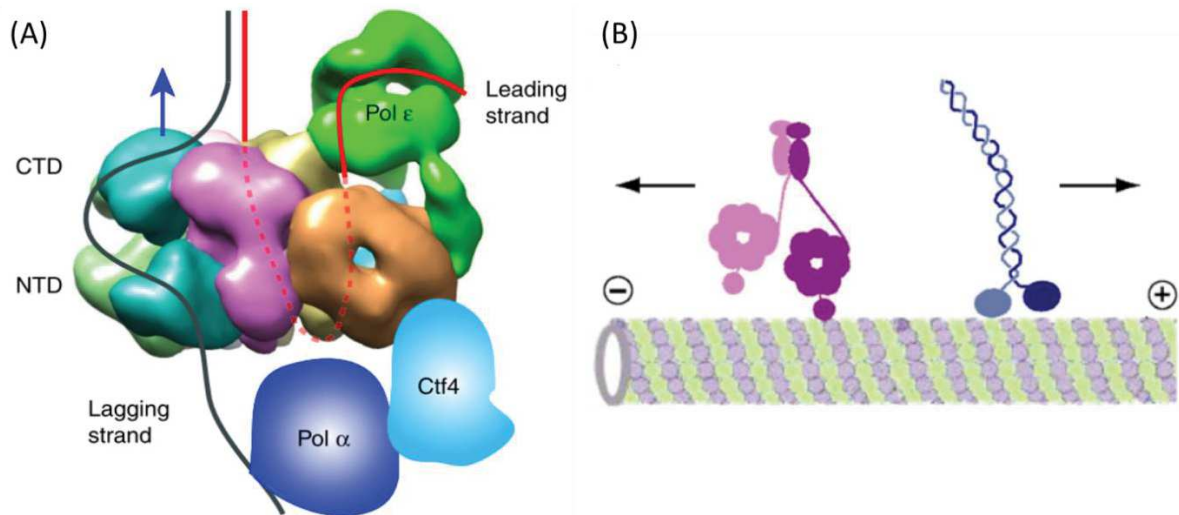 (A)
(B)
Leading
strand
Pol ε
CTD
NTD
Ctf4
Lagging
strand
Pol α
−
+